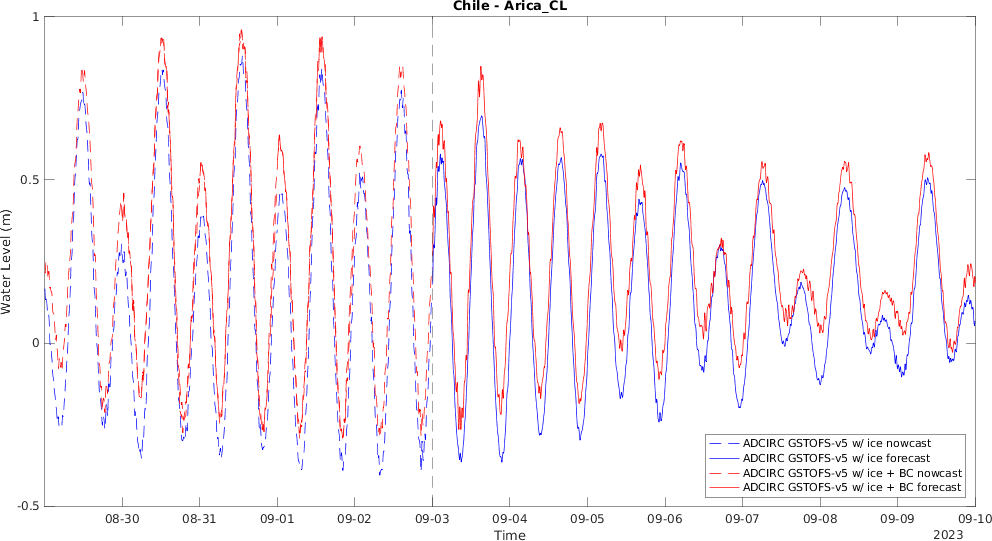 Chile - Arica_CL
1
0.5
0
-0.5
Water Level (m)
08-30
08-31
09-01
09-02
09-03
09-04
09-05
09-06
09-07
09-08
09-09
09-10
2023
Time
ADCIRC GSTOFS-v5 w/ ice nowcast
ADCIRC GSTOFS-v5 w/ ice forecast
ADCIRC GSTOFS-v5 w/ ice + BC nowcast
ADCIRC GSTOFS-v5 w/ ice + BC forecast